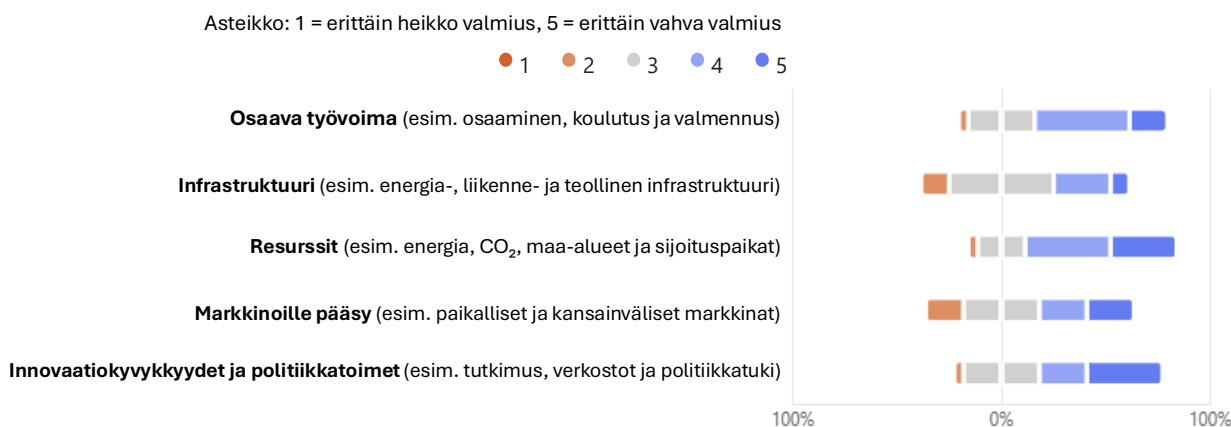 Asteikko: 1 = erittäin heikko valmius, 5 = erittäin vahva valmius
1 2 3 4 5
Osaava työvoima (esim. osaaminen, koulutus ja valmennus)
Infrastruktuuri (esim. energia-, liikenne- ja teollinen infrastruktuuri)
Resurssit (esim. energia, CO₂, maa-alueet ja sijoituspaikat)
Markkinoille pääsy (esim. paikalliset ja kansainväliset markkinat)
Innovaatiokyvykkyydet ja politiikkatoimet (esim. tutkimus, verkostot ja politiikkatuki)
100% 0% 100%